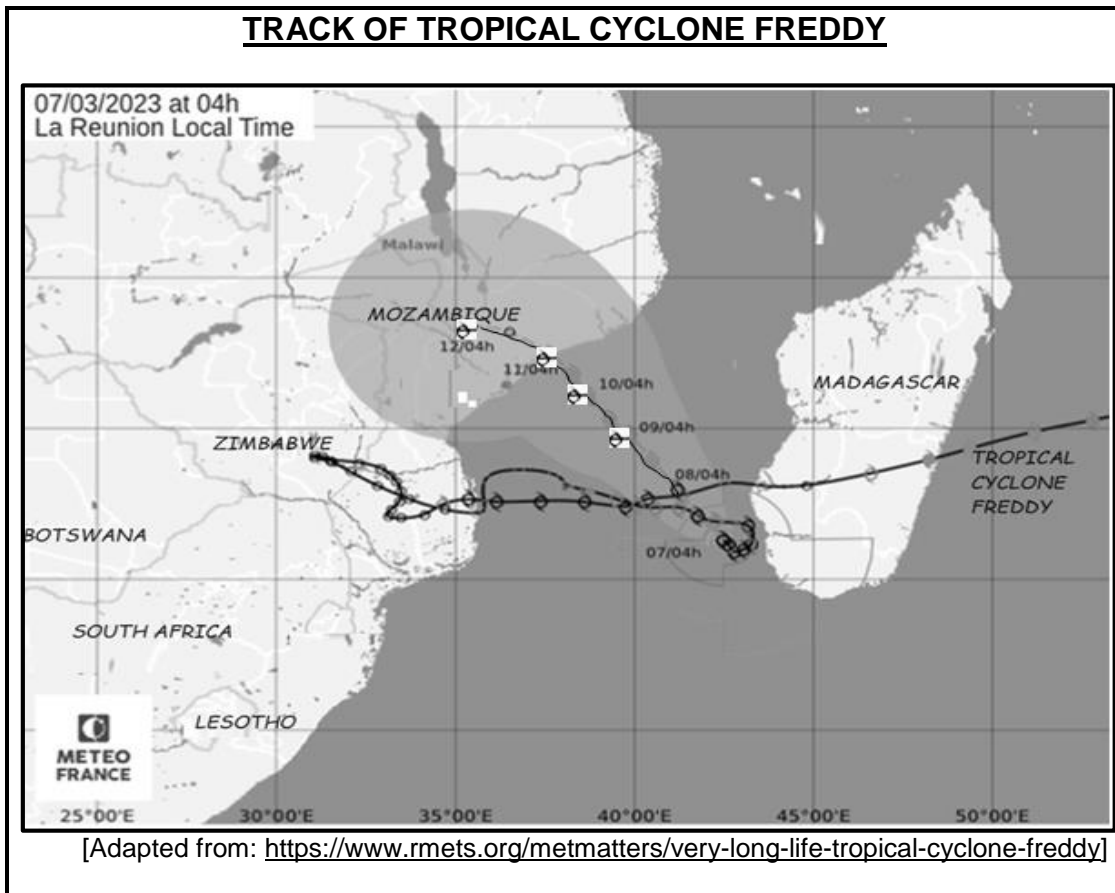 TRACK OF TROPICAL CYCLONE FREDDY
07/03/2023 at 04h
La Reunion Local Time
Malawi
MOZAMBIQUE
12/04h
11/04h
10/04h
MADAGASCAR
09/04h
ZIMBABWE
08/04h
TROPICAL
CYCLONE
FREDDY
BOTSWANA
07/04h
SOUTH AFRICA
LESOTHO
METEO
FRANCE
25°00'E 30°00'E 35°00'E 40°00'E 45°00'E 50°00'E
[Adapted from: https://www.rmets.org/metmatters/very-long-life-tropical-cyclone-freddy]